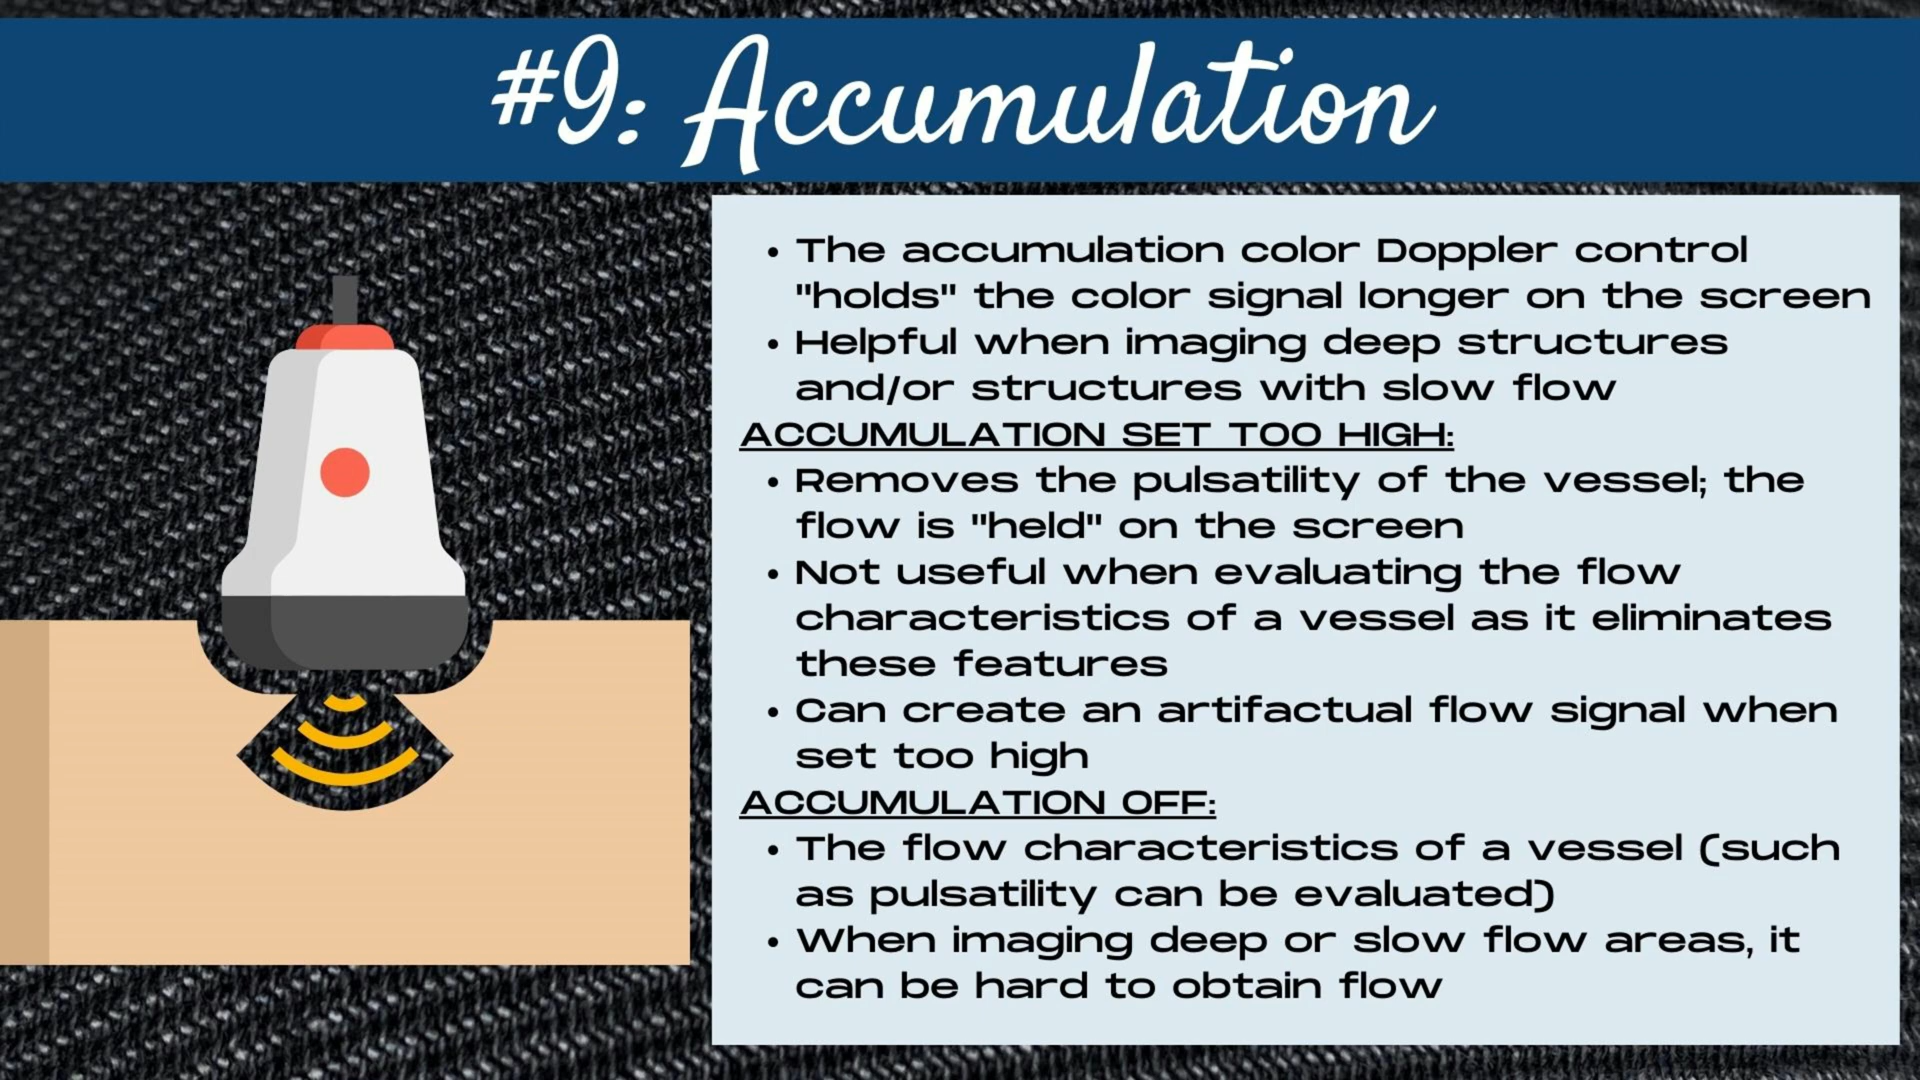 #9: Accumulation
• The accumulation color Doppler control
"holds" the color signal longer on the screen
• Helpful when imaging deep structures
and/or structures with slow flow
ACCUMULATION SET TOO HIGH:
• Removes the pulsatility of the vessel; the
flow is "held" on the screen
• Not useful when evaluating the flow
characteristics of a vessel as it eliminates
these features
• Can create an artifactual flow signal when
set too high
ACCUMULATION OFF:
• The flow characteristics of a vessel (such
as pulsatility can be evaluated)
• When imaging deep or slow flow areas, it
can be hard to obtain flow